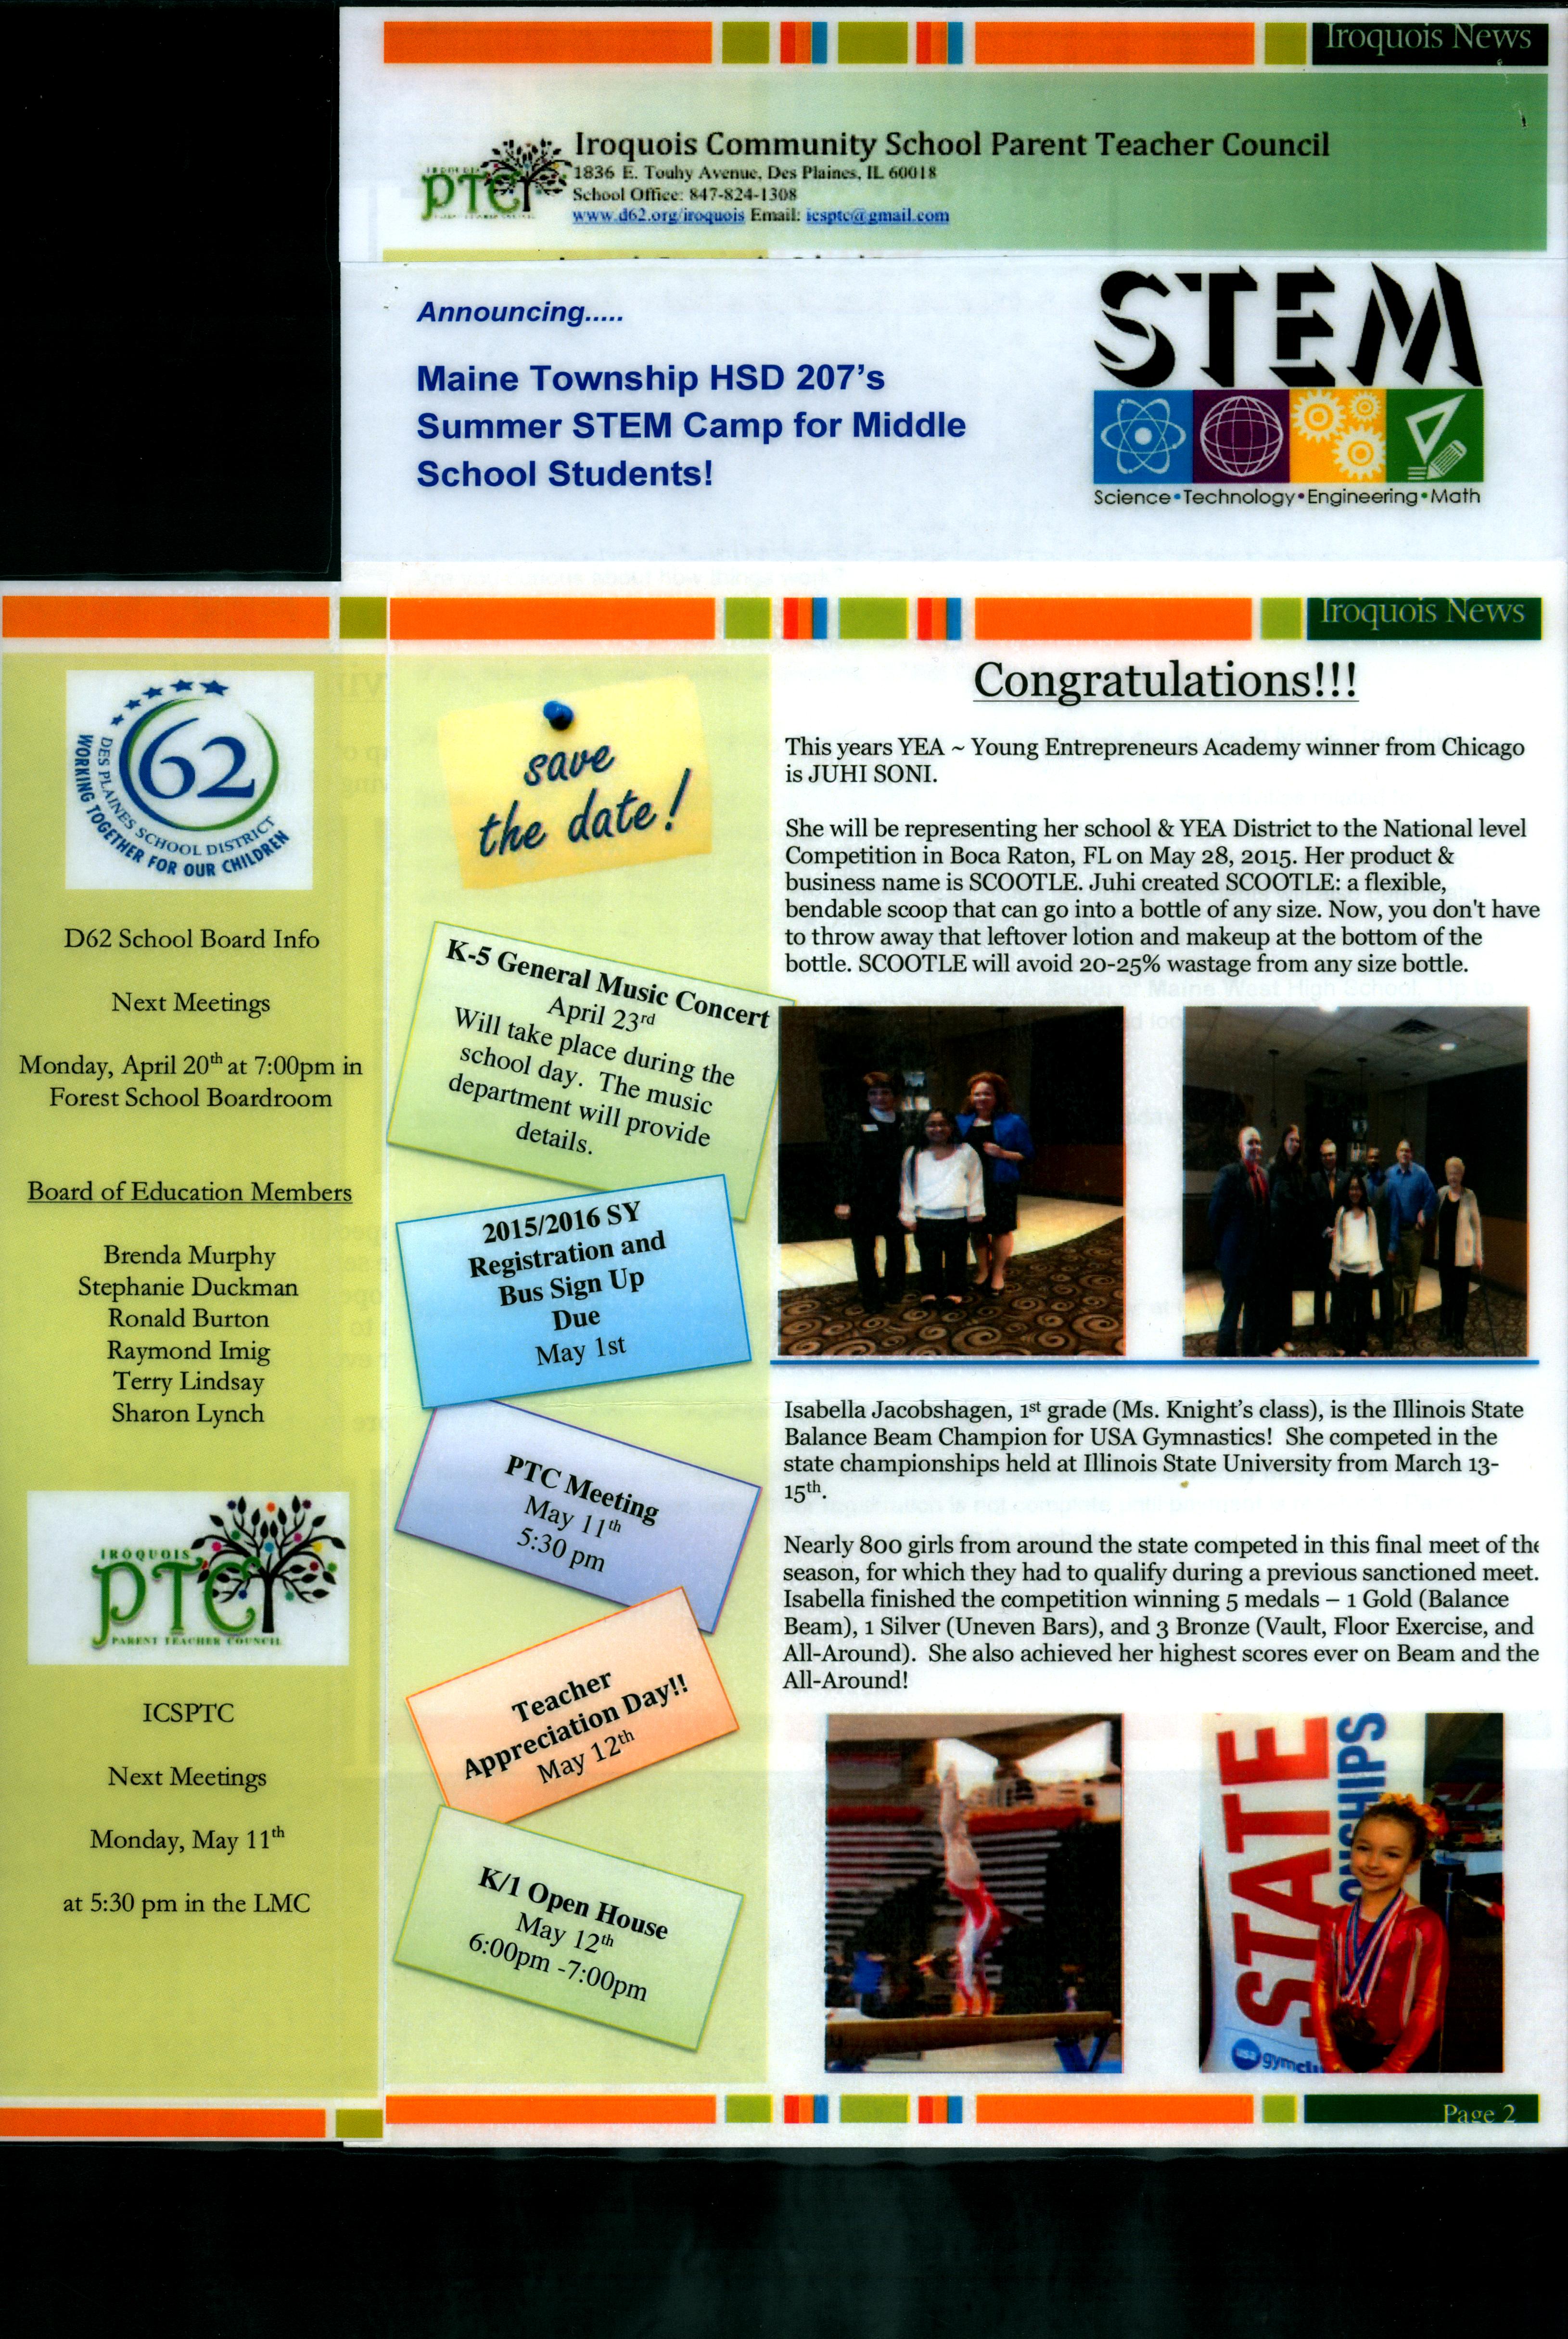 Iroquois News
Iroquois Community School Parent Teacher Council
1836 E. Touhy Avenue, Des Plaines, IL 60018
School Office: 847-824-1308
www.d62.org/iroquois Email: icsptc@gmail.com
IROQUOIS
PTC
Announcing.....
Maine Township HSD 207's
Summer STEM Camp for Middle
School Students!
STEM
Science•Technology•Engineering•Math
Iroquois News
62
DES PLAINES SCHOOL DISTRICT
WORKING TOGETHER FOR OUR CHILDREN
D62 School Board Info
Next Meetings
Monday, April 20th at 7:00pm in
Forest School Boardroom
Board of Education Members
Brenda Murphy
Stephanie Duckman
Ronald Burton
Raymond Imig
Terry Lindsay
Sharon Lynch
IROQUOIS
PTC
PARENT TEACHER COUNCIL
ICSPTC
Next Meetings
Monday, May 11th
at 5:30 pm in the LMC
save
the date!
K-5 General Music Concert
April 23rd
Will take place during the
school day.  The music
department will provide
details.
2015/2016 SY
Registration and
Bus Sign Up
Due
May 1st
PTC Meeting
May 11th
5:30 pm
Teacher
Appreciation Day!!
May 12th
K/1 Open House
May 12th
6:00pm -7:00pm
Congratulations!!!
This years YEA ~ Young Entrepreneurs Academy winner from Chicago
is JUHI SONI.
She will be representing her school & YEA District to the National level
Competition in Boca Raton, FL on May 28, 2015. Her product &
business name is SCOOTLE. Juhi created SCOOTLE: a flexible,
bendable scoop that can go into a bottle of any size. Now, you don't have
to throw away that leftover lotion and makeup at the bottom of the
bottle. SCOOTLE will avoid 20-25% wastage from any size bottle.
Isabella Jacobshagen, 1st grade (Ms. Knight's class), is the Illinois State
Balance Beam Champion for USA Gymnastics!  She competed in the
state championships held at Illinois State University from March 13-
15th.
Nearly 800 girls from around the state competed in this final meet of the
season, for which they had to qualify during a previous sanctioned meet.
Isabella finished the competition winning 5 medals – 1 Gold (Balance
Beam), 1 Silver (Uneven Bars), and 3 Bronze (Vault, Floor Exercise, and
All-Around).  She also achieved her highest scores ever on Beam and the
All-Around!
STATE
ONSHIPS
usa gymclu
Page 2